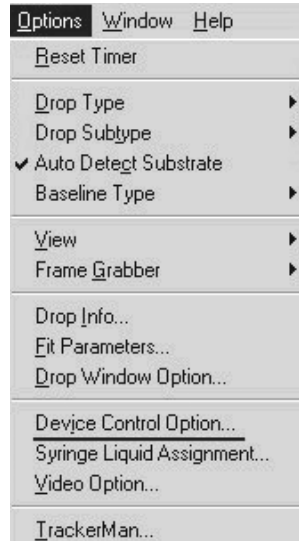 Options Window Help
Reset Timer
Drop Type
Drop Subtype
Auto Detect Substrate
Baseline Type
View
Frame Grabber
Drop Info...
Fit Parameters...
Drop Window Option...
Device Control Option...
Syringe Liquid Assignment...
Video Option...
TrackerMan...